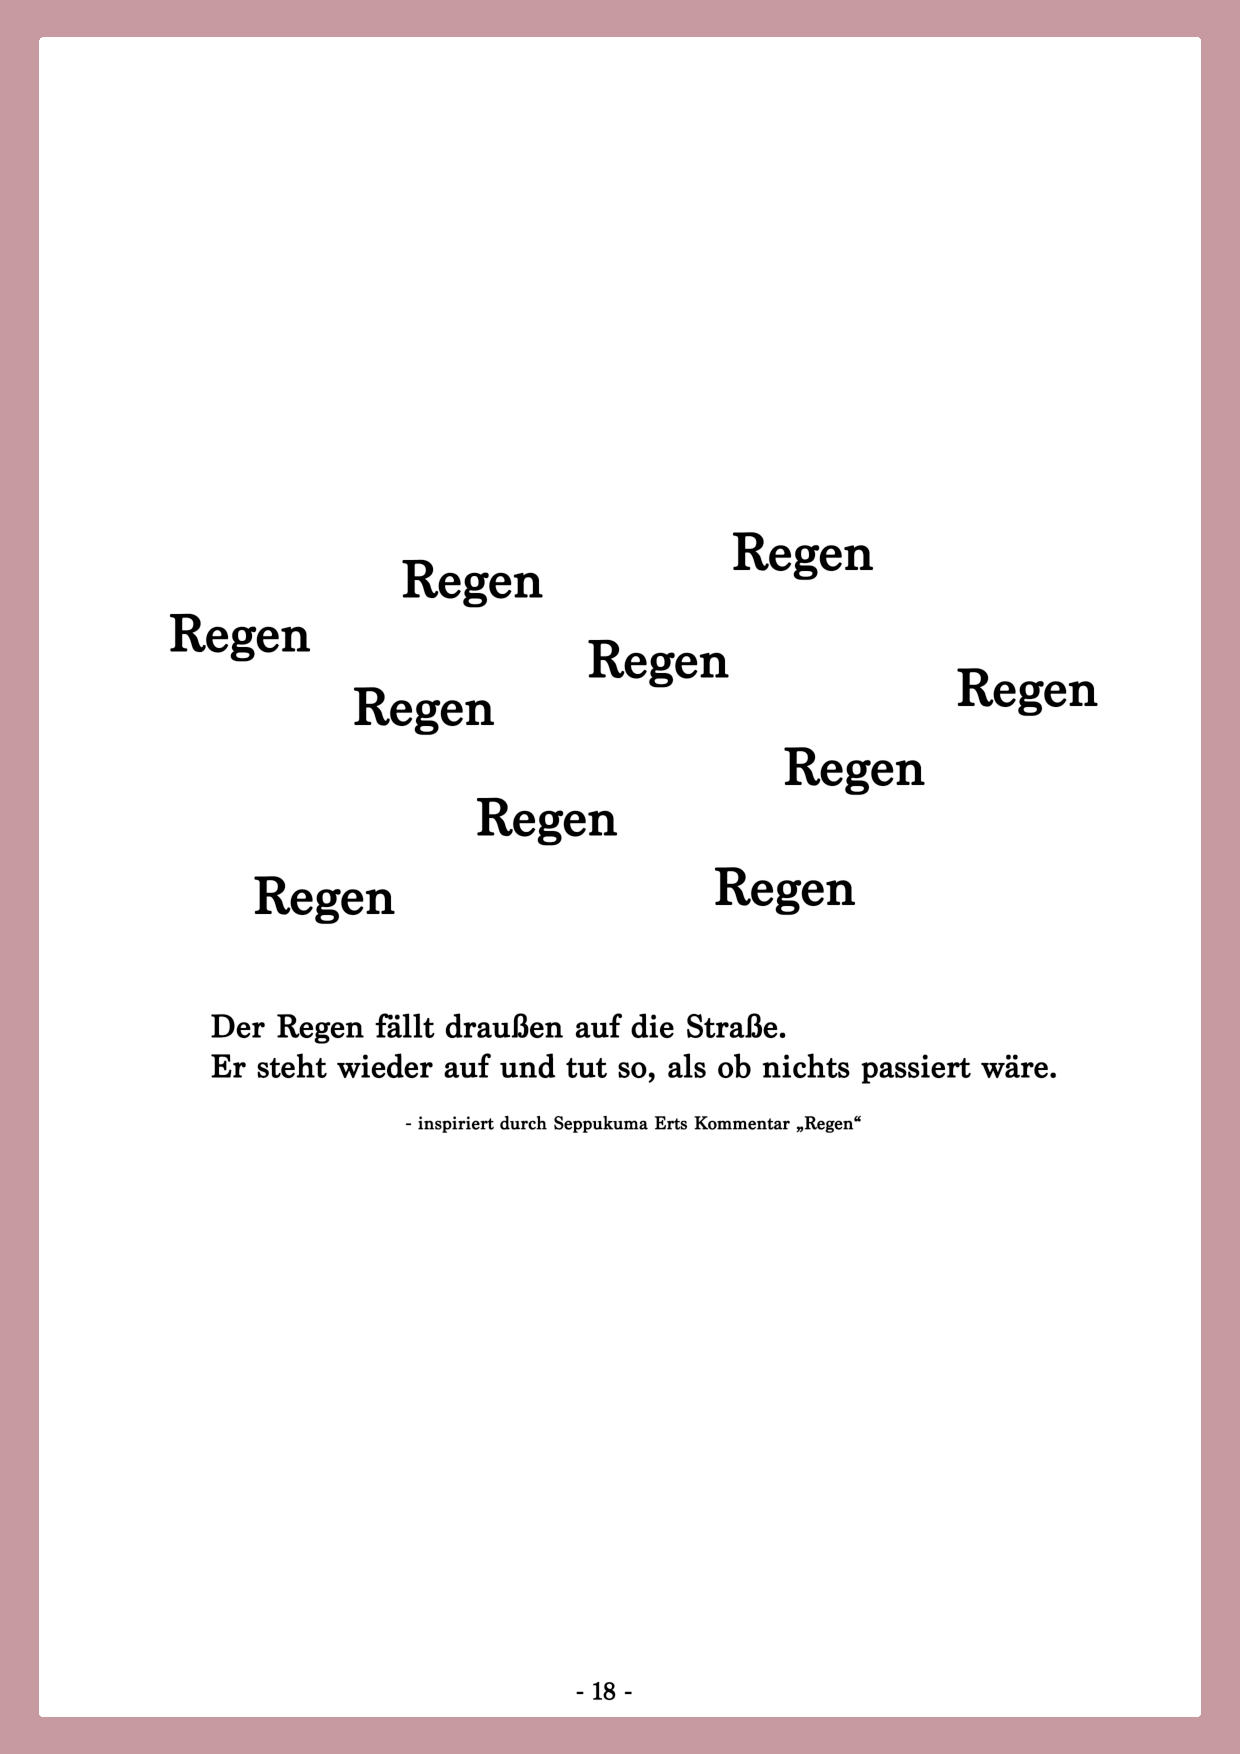 Regen
Regen
Regen
Regen
Regen
Regen
Regen
Regen
Regen
Regen
Der Regen fällt draußen auf die Straße.
Er steht wieder auf und tut so, als ob nichts passiert wäre.
- inspiriert durch Seppukuma Erts Kommentar „Regen“
- 18 -